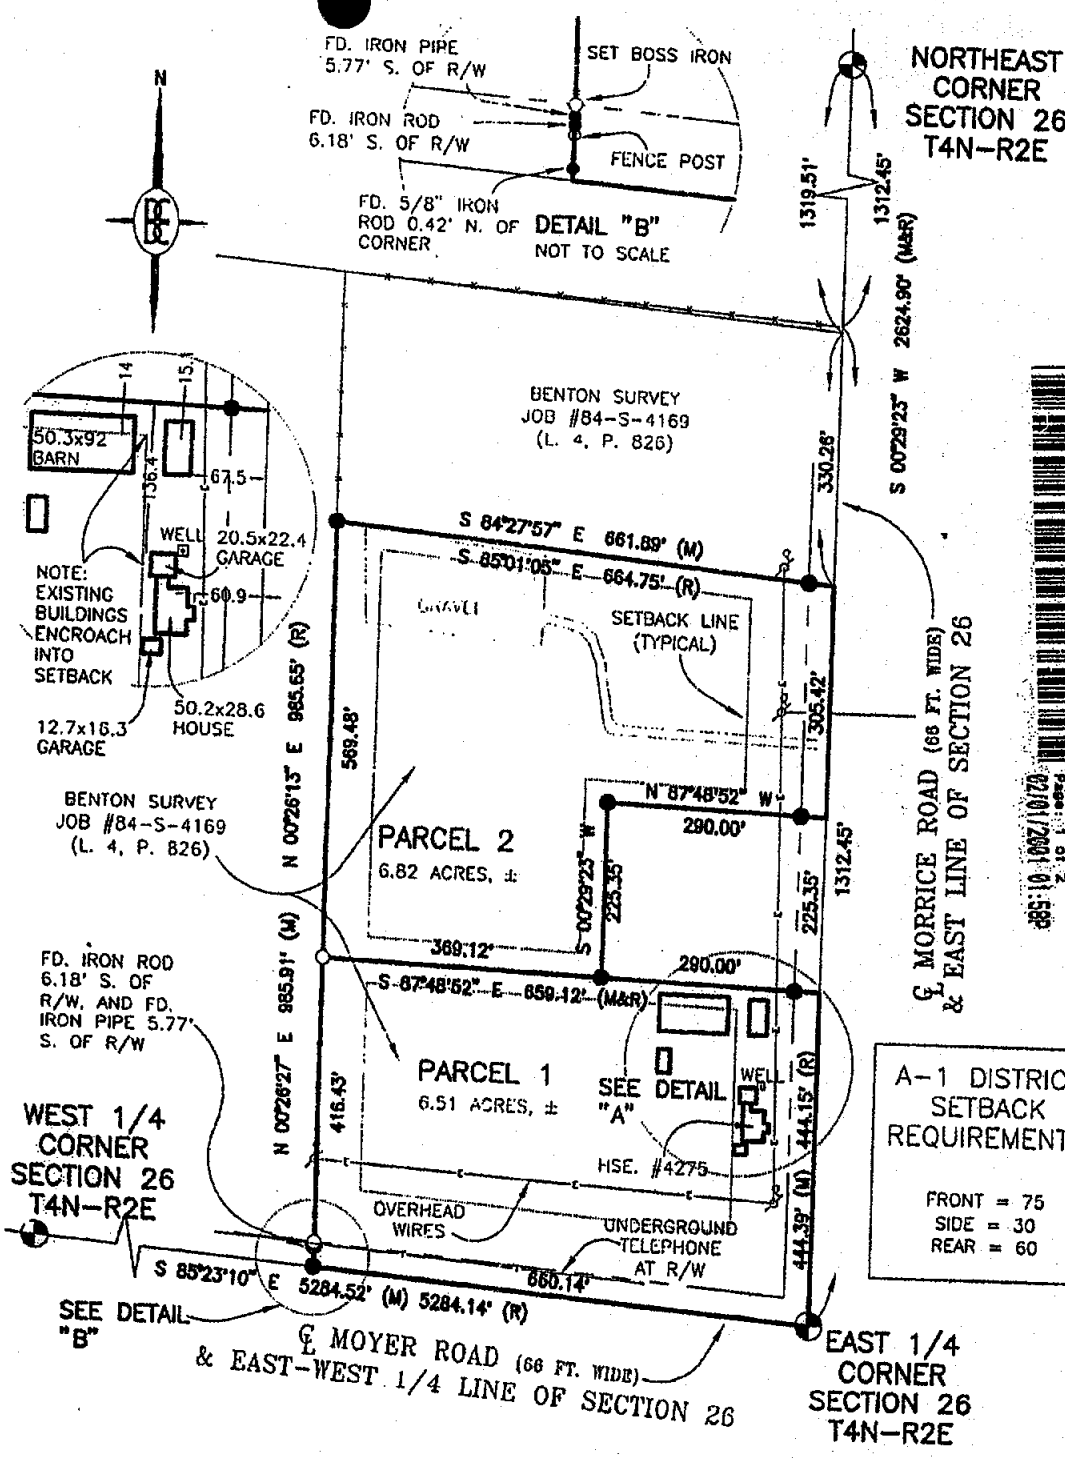 FD. IRON PIPE
5.77' S. OF R/W
SET BOSS IRON
FD. IRON ROD
6.18' S. OF R/W
FENCE POST
FD. 5/8" IRON
ROD 0.42' N. OF
CORNER
DETAIL "B"
NOT TO SCALE
NORTHEAST
CORNER
SECTION 26
T4N-R2E
N
1319.51'
1312.45'
S 00°29'23" W 2624.90' (M&R)
BENTON SURVEY
JOB #84-S-4169
(L. 4, P. 826)
330.26'
14
15.
50.3x92
BARN
136.4
67.5
WELL
20.5x22.4
GARAGE
NOTE:
EXISTING
BUILDINGS
ENCROACH
INTO
SETBACK
60.9
50.2x28.6
HOUSE
12.7x16.3
GARAGE
S 84°27'57" E 661.89' (M)
S 85°01'05" E 664.75' (R)
GRAVEL
SETBACK LINE
(TYPICAL)
N 00°26'13" E 985.65' (R)
569.48'
305.42'
BENTON SURVEY
JOB #84-S-4169
(L. 4, P. 826)
PARCEL 2
6.82 ACRES, ±
N 87°48'52" W
290.00'
S 00°29'23" W
225.35'
225.35'
1312.45'
℄ MORRICE ROAD (66 FT. WIDE)
& EAST LINE OF SECTION 26
02/01/2001 01:58P
FD. IRON ROD
6.18' S. OF
R/W, AND FD.
IRON PIPE 5.77'
S. OF R/W
N 00°26'27" E 985.91' (M)
369.12'
290.00'
S 87°48'52" E 659.12' (M&R)
416.43'
PARCEL 1
6.51 ACRES, ±
SEE DETAIL
"A"
WELL
HSE. #4275
444.39' (M) 444.15' (R)
A-1 DISTRIC
SETBACK
REQUIREMENT
FRONT = 75
SIDE = 30
REAR = 60
WEST 1/4
CORNER
SECTION 26
T4N-R2E
OVERHEAD
WIRES
UNDERGROUND
TELEPHONE
AT R/W
660.14'
S 85°23'10" E 5284.52' (M) 5284.14' (R)
SEE DETAIL
"B"
℄ MOYER ROAD (66 FT. WIDE)
& EAST-WEST 1/4 LINE OF SECTION 26
EAST 1/4
CORNER
SECTION 26
T4N-R2E